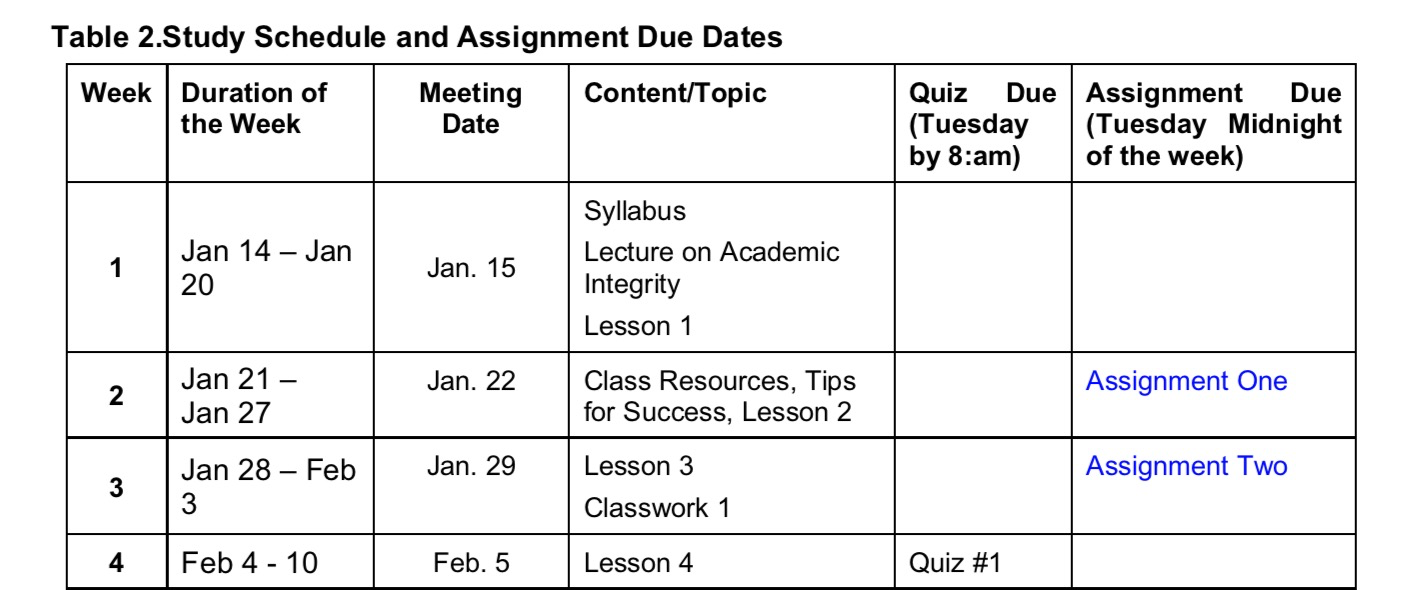 Table 2.Study Schedule and Assignment Due Dates
Week
Duration of
the Week
Meeting
Date
Content/Topic
Quiz Due
(Tuesday
by 8:am)
Assignment Due
(Tuesday Midnight
of the week)
1
Jan 14 – Jan
20
Jan. 15
Syllabus
Lecture on Academic
Integrity
Lesson 1
2
Jan 21 –
Jan 27
Jan. 22
Class Resources, Tips
for Success, Lesson 2
Assignment One
3
Jan 28 – Feb
3
Jan. 29
Lesson 3
Classwork 1
Assignment Two
4
Feb 4 - 10
Feb. 5
Lesson 4
Quiz #1